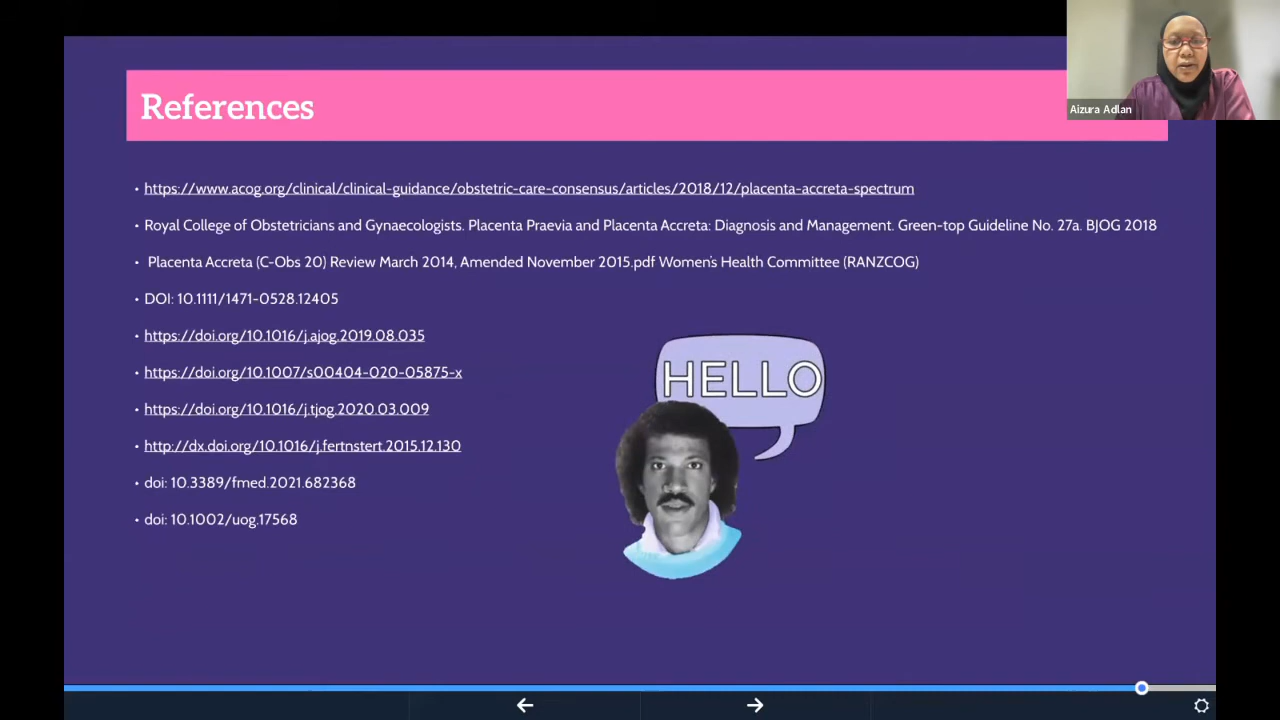 References
Aizura Adlan
• https://www.acog.org/clinical/clinical-guidance/obstetric-care-consensus/articles/2018/12/placenta-accreta-spectrum
• Royal College of Obstetricians and Gynaecologists. Placenta Praevia and Placenta Accreta: Diagnosis and Management. Green-top Guideline No. 27a. BJOG 2018
• Placenta Accreta (C-Obs 20) Review March 2014, Amended November 2015.pdf Women's Health Committee (RANZCOG)
• DOI: 10.1111/1471-0528.12405
• https://doi.org/10.1016/j.ajog.2019.08.035
• https://doi.org/10.1007/s00404-020-05875-x
• https://doi.org/10.1016/j.tjog.2020.03.009
• http://dx.doi.org/10.1016/j.fertnstert.2015.12.130
• doi: 10.3389/fmed.2021.682368
• doi: 10.1002/uog.17568
HELLO